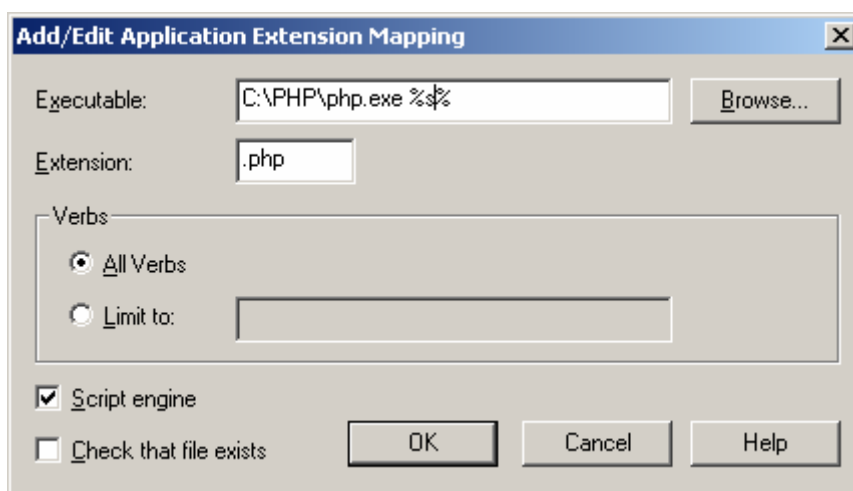 Add/Edit Application Extension Mapping
Executable: C:\PHP\php.exe %s% Browse...
Extension: .php
Verbs
All Verbs
Limit to:
Script engine
Check that file exists OK Cancel Help